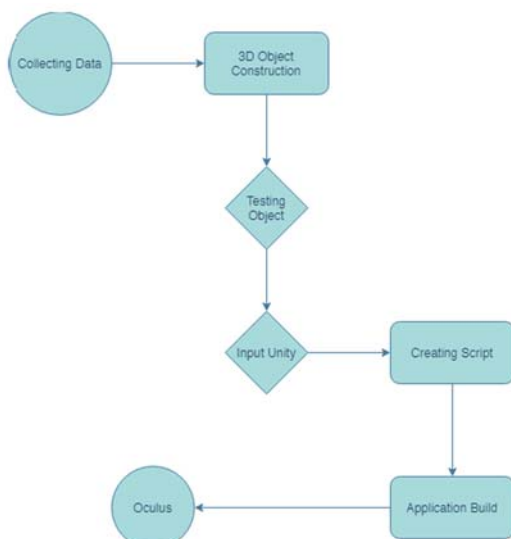 Collecting Data
3D Object
Construction
Testing
Object
Input Unity
Creating Script
Oculus
Application Build